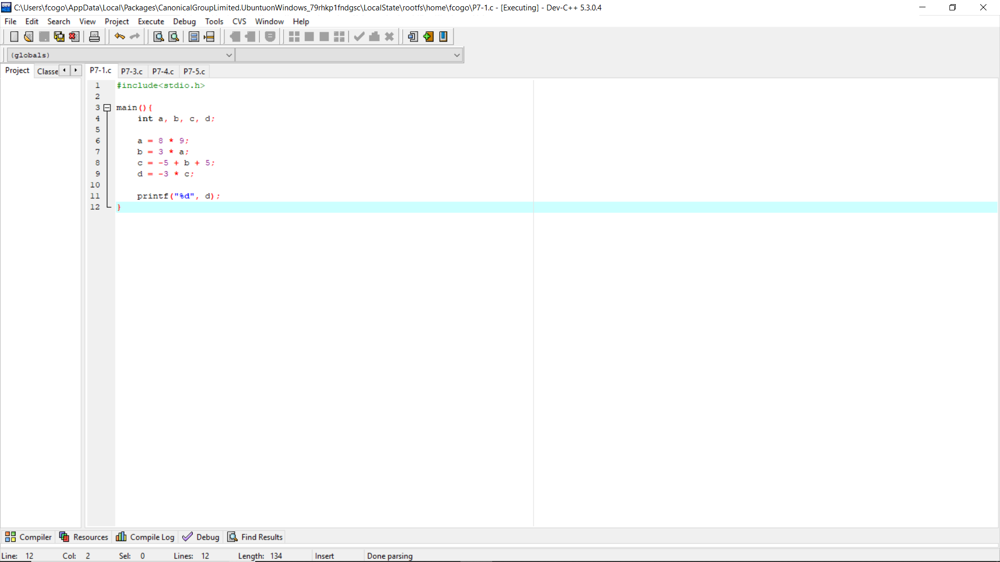 C:\Users\fcogo\AppData\Local\Packages\CanonicalGroupLimited.UbuntuonWindows_79rhkp1fndgsc\LocalState\rootfs\home\fcogo\P7-1.c - [Executing] - Dev-C++ 5.3.0.4
File Edit Search View Project Execute Debug Tools CVS Window Help
(globals)
Project Classe P7-1.c P7-3.c P7-4.c P7-5.c
1 #include<stdio.h>
2
3 main(){
4 int a, b, c, d;
5
6 a = 8 * 9;
7 b = 3 * a;
8 c = -5 + b + 5;
9 d = -3 * c;
10
11 printf("%d", d);
12 }
Compiler Resources Compile Log Debug Find Results
Line: 12 Col: 2 Sel: 0 Lines: 12 Length: 134 Insert Done parsing